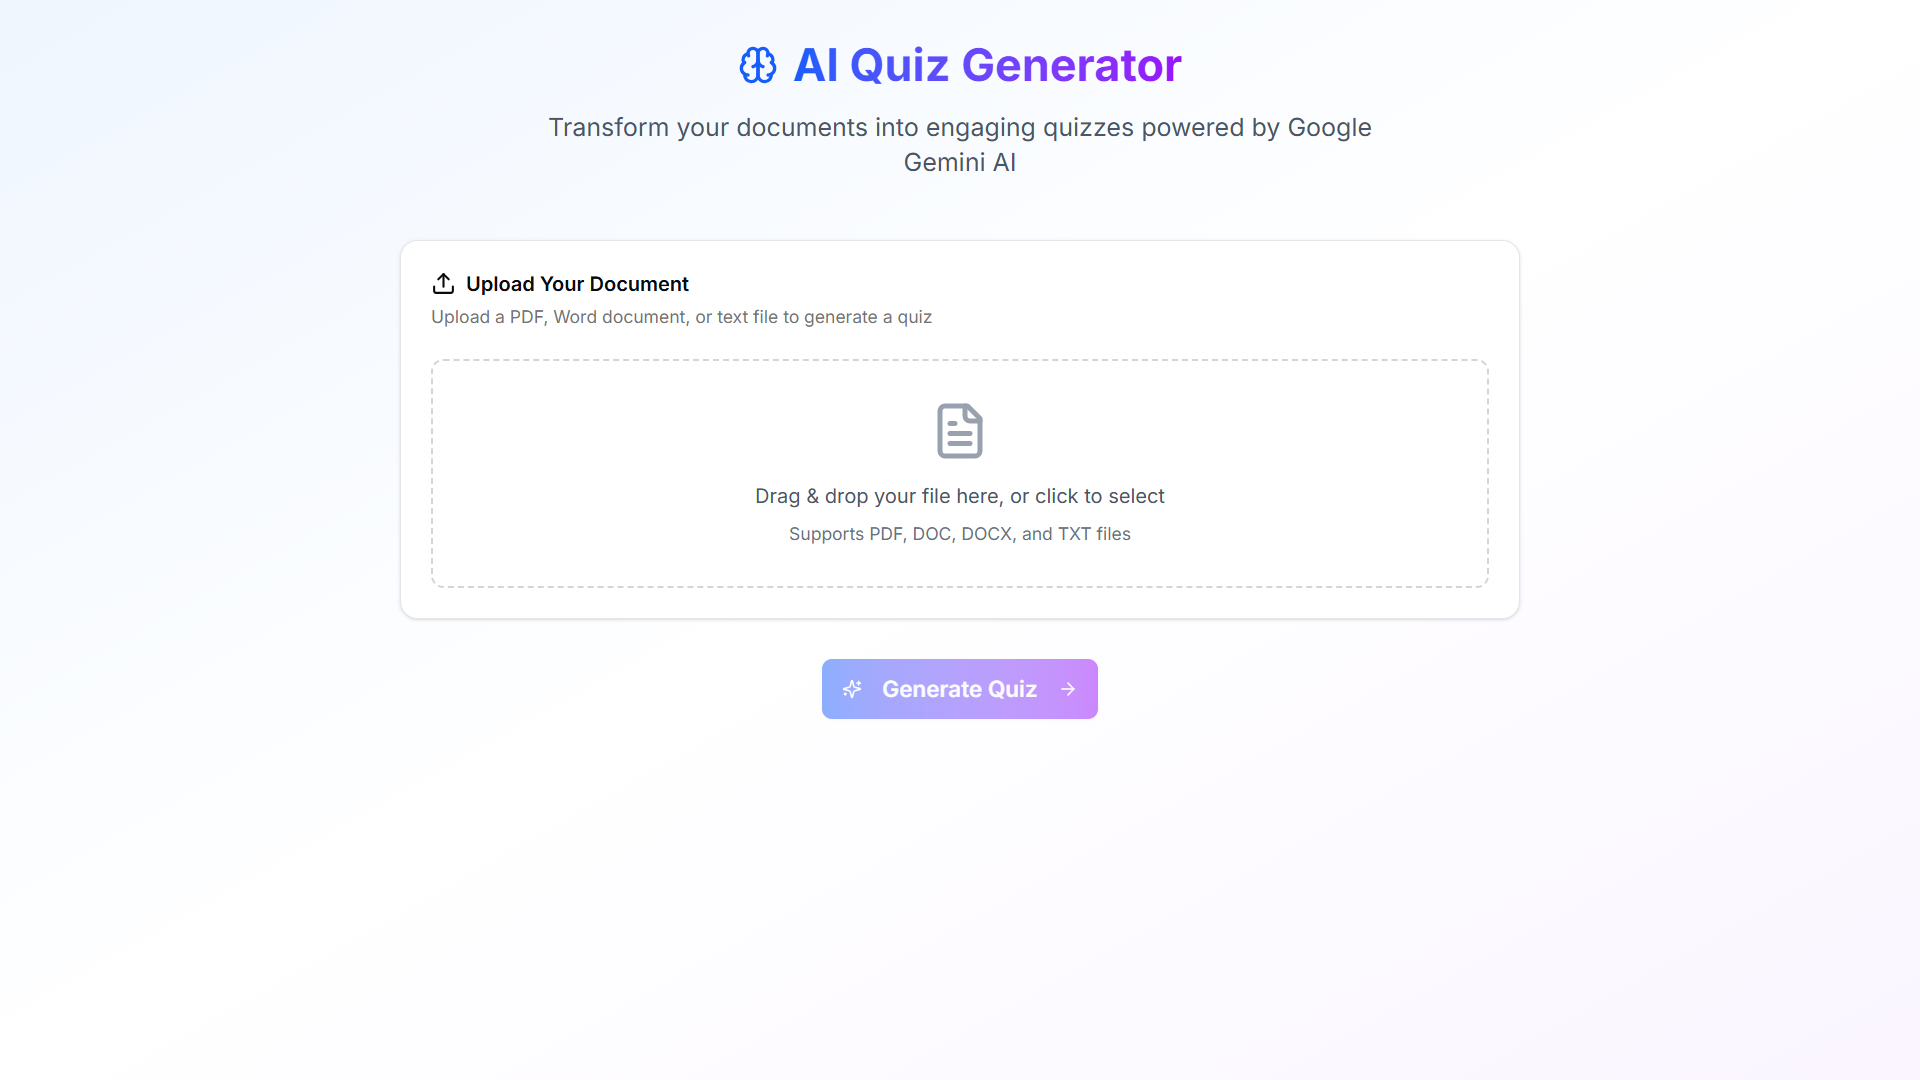 AI Quiz Generator
Transform your documents into engaging quizzes powered by Google
Gemini AI
Upload Your Document
Upload a PDF, Word document, or text file to generate a quiz
Drag & drop your file here, or click to select
Supports PDF, DOC, DOCX, and TXT files
Generate Quiz